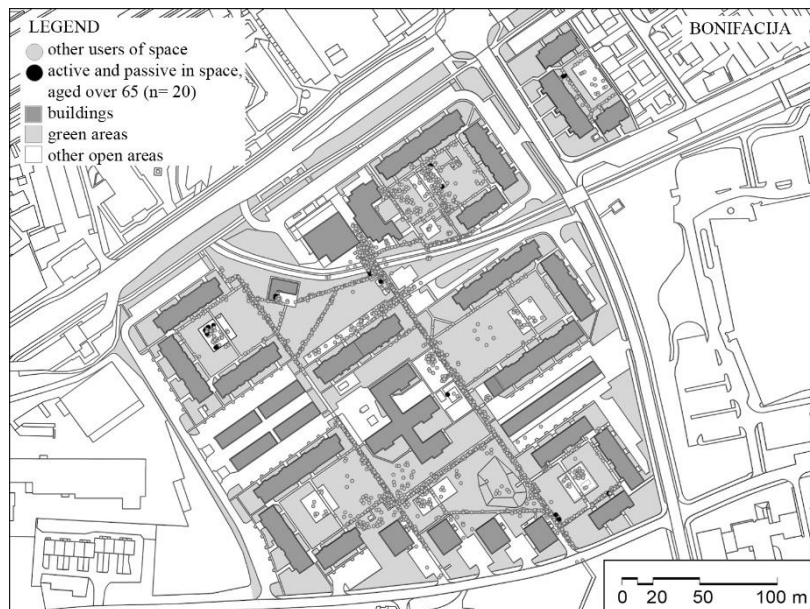 LEGEND
other users of space
active and passive in space,
aged over 65 (n= 20)
buildings
green areas
other open areas
BONIFACIJA
0 20 50 100 m